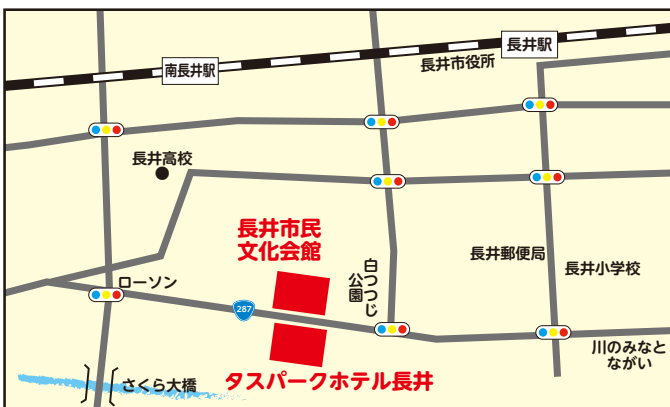 長井駅
長井市役所
南長井駅
長井高校
長井市民
文化会館
白つつじ
公園
長井郵便局
長井小学校
ローソン
287
川のみなと
ながい
タスパークホテル長井
さくら大橋